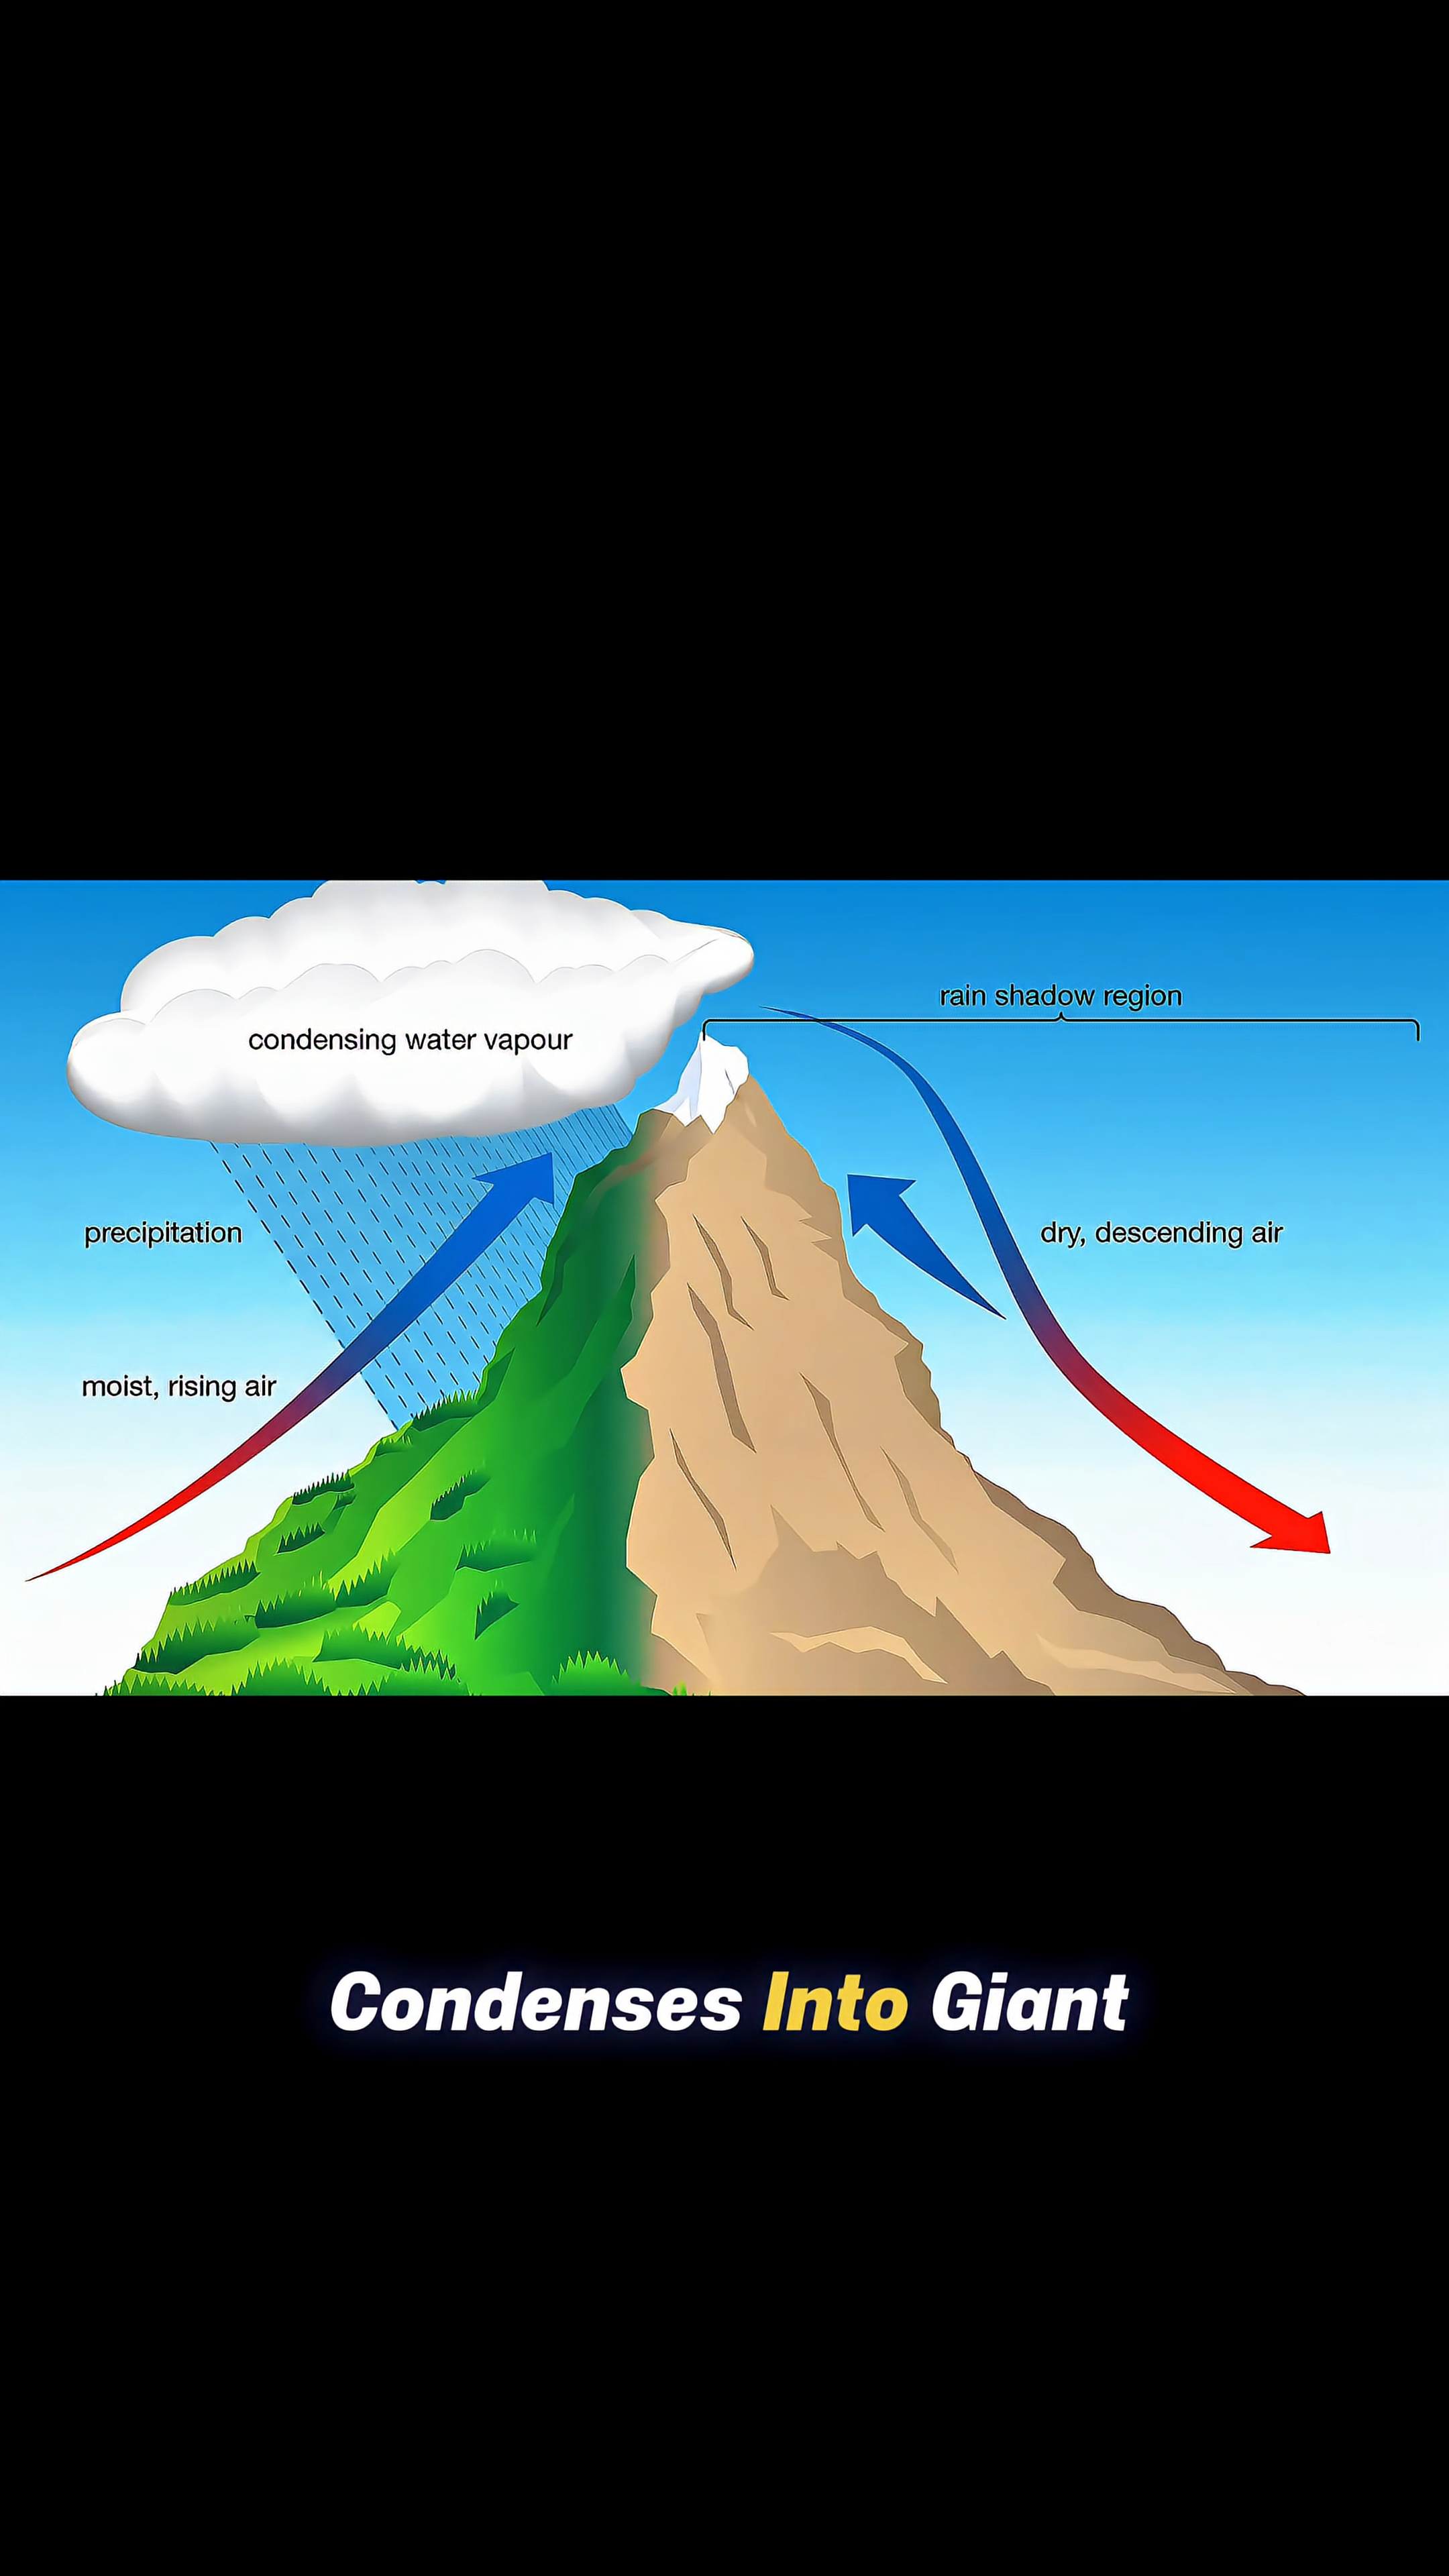 rain shadow region
condensing water vapour
precipitation
dry, descending air
moist, rising air
Condenses Into Giant